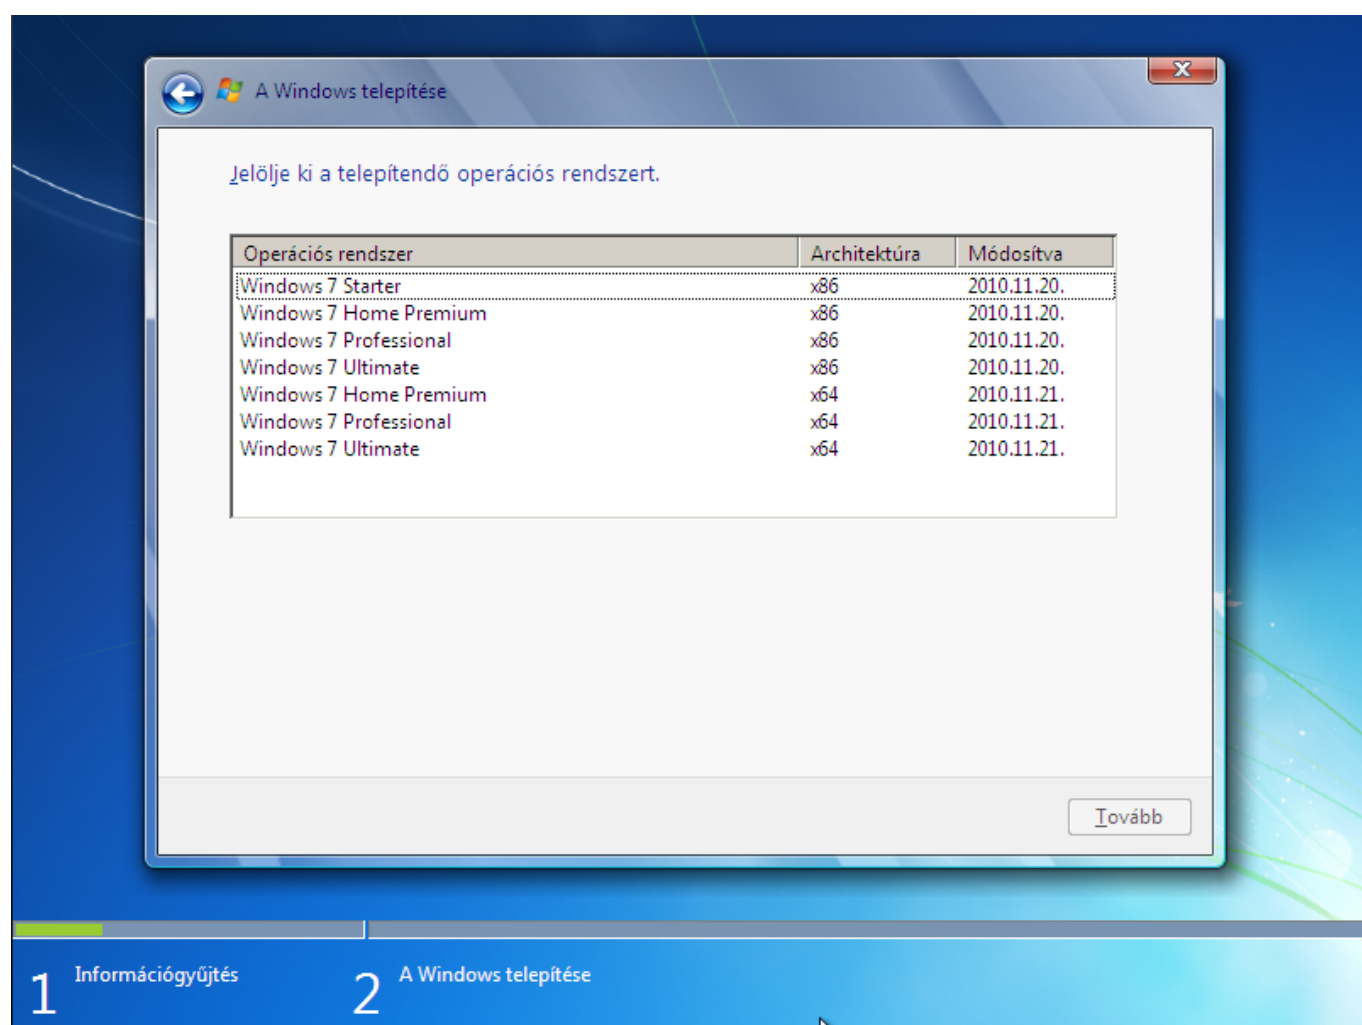 A Windows telepítése
x
Jelölje ki a telepítendő operációs rendszert.
Operációs rendszer Architektúra Módosítva
Windows 7 Starter x86 2010.11.20.
Windows 7 Home Premium x86 2010.11.20.
Windows 7 Professional x86 2010.11.20.
Windows 7 Ultimate x86 2010.11.20.
Windows 7 Home Premium x64 2010.11.21.
Windows 7 Professional x64 2010.11.21.
Windows 7 Ultimate x64 2010.11.21.
Tovább
1 Információgyűjtés 2 A Windows telepítése